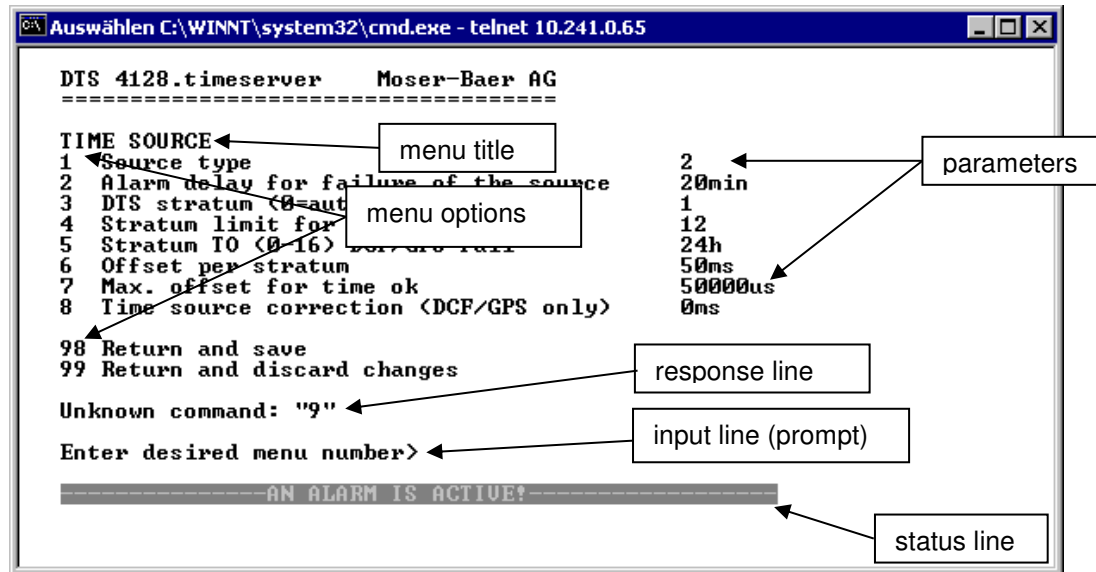 Auswählen C:\WINNT\system32\cmd.exe - telnet 10.241.0.65
DTS 4128.timeserver Moser-Baer AG
====================================
TIME SOURCE menu title
1 Source type 2 parameters
2 Alarm delay for failure of the source 20min
3 DTS stratum (0=aut menu options 1
4 Stratum limit for 12
5 Stratum TO (0-16) 24h
6 Offset per stratum 50ms
7 Max. offset for time ok 50000us
8 Time source correction (DCF/GPS only) 0ms
98 Return and save
99 Return and discard changes response line
Unknown command: "9"
Enter desired menu number> input line (prompt)
---------------AN ALARM IS ACTIVE!------------------
status line